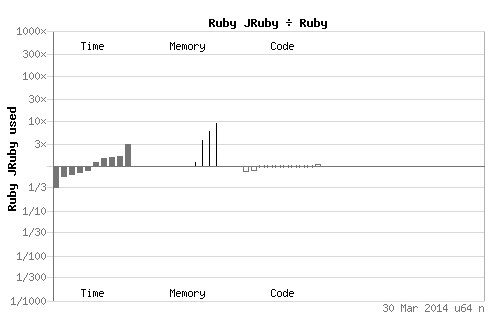 Ruby JRuby ÷ Ruby
1000x
Time Memory Code
300x
100x
30x
10x
3x
Ruby JRuby used
1/3
1/10
1/30
1/100
1/300
Time Memory Code
1/1000
30 Mar 2014 u64 n